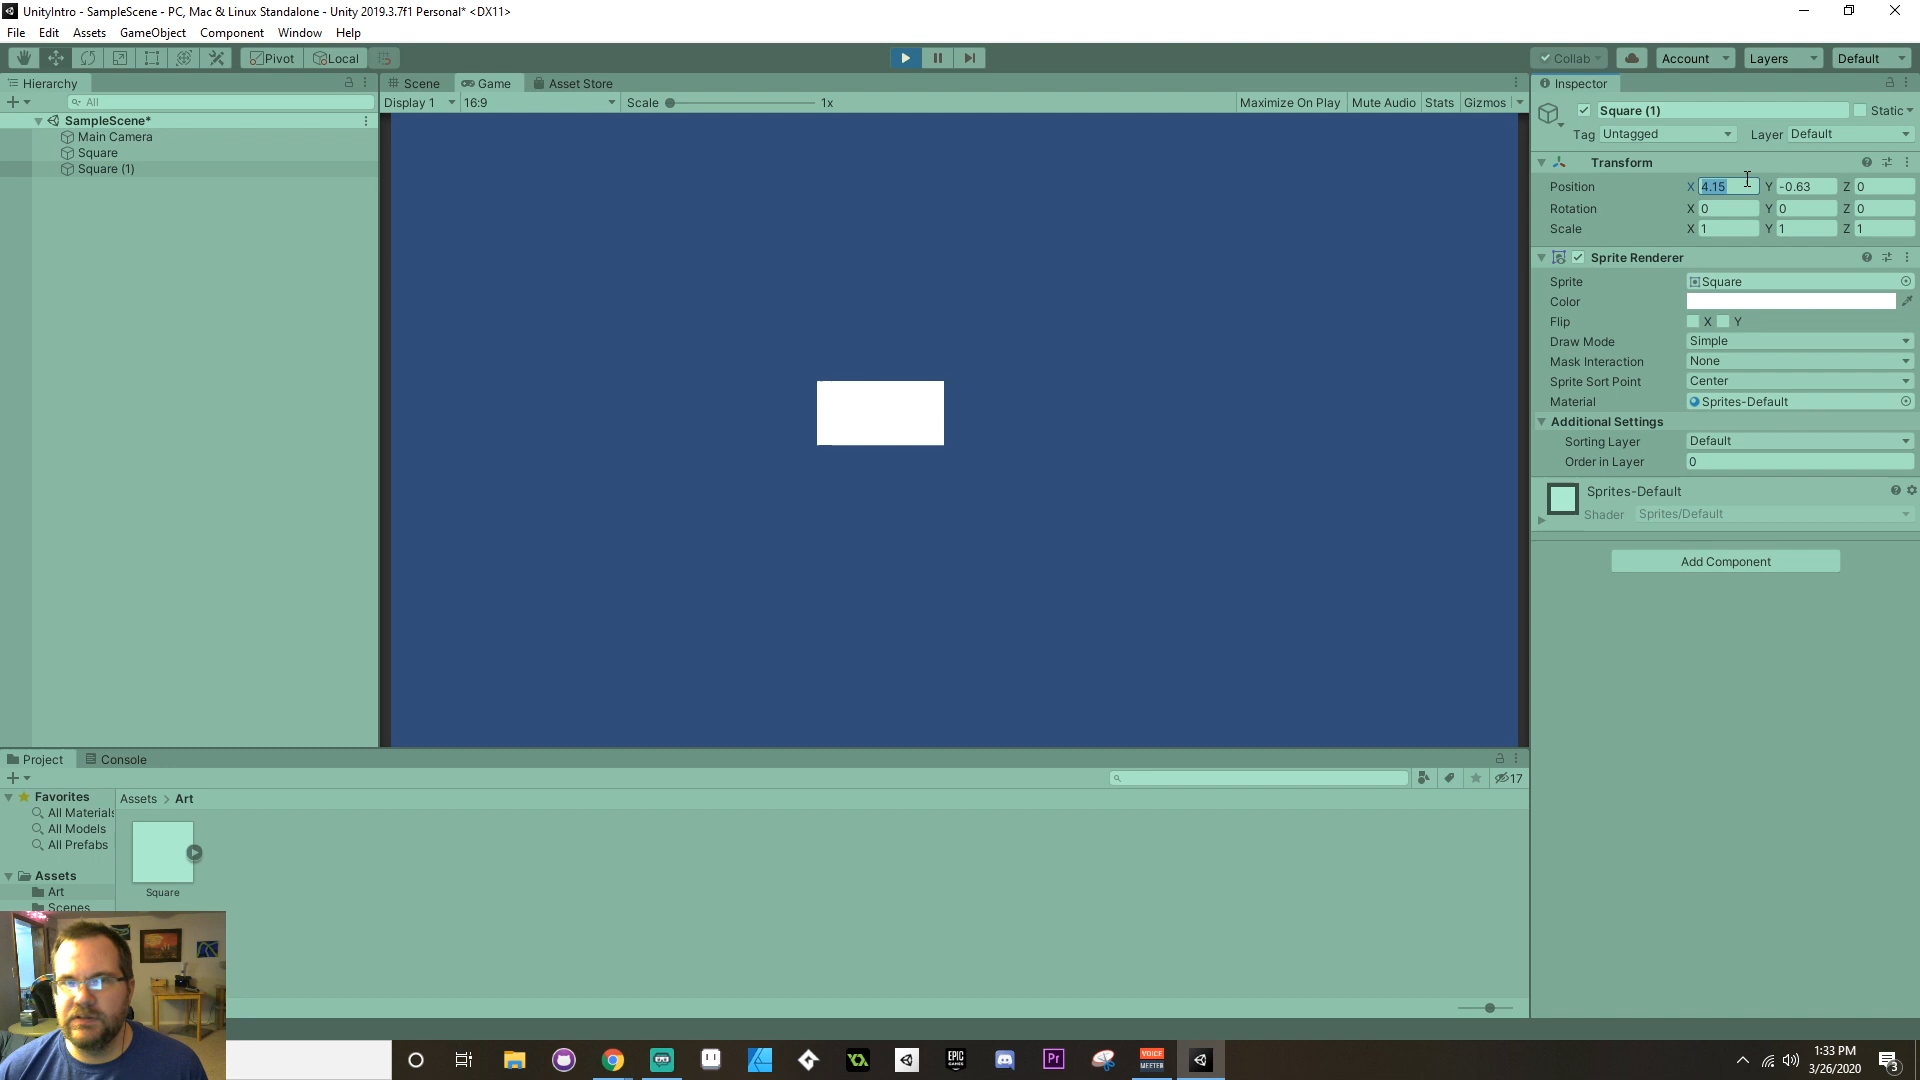 UnityIntro - SampleScene - PC, Mac & Linux Standalone - Unity 2019.3.7f1 Personal* <DX11>
File Edit Assets GameObject Component Window Help
Pivot Local Collab Account Layers Default
Hierarchy Scene Game Asset Store Inspector
All Display 1 16:9 Scale 1x Maximize On Play Mute Audio Stats Gizmos
Square (1) Static
SampleScene*
Main Camera
Square
Square (1)
Tag Untagged Layer Default
Transform
Position X 4.15 Y -0.63 Z 0
Rotation X 0 Y 0 Z 0
Scale X 1 Y 1 Z 1
Sprite Renderer
Sprite Square
Color
Flip X Y
Draw Mode Simple
Mask Interaction None
Sprite Sort Point Center
Material Sprites-Default
Additional Settings
Sorting Layer Default
Order in Layer 0
Sprites-Default
Shader Sprites/Default
Add Component
Project Console
17
Favorites
All Materials
All Models
All Prefabs
Assets
Art
Scenes
Assets > Art
Square
EPIC GAMES
Pr
VOICE MEETER
1:33 PM
3/26/2020
3